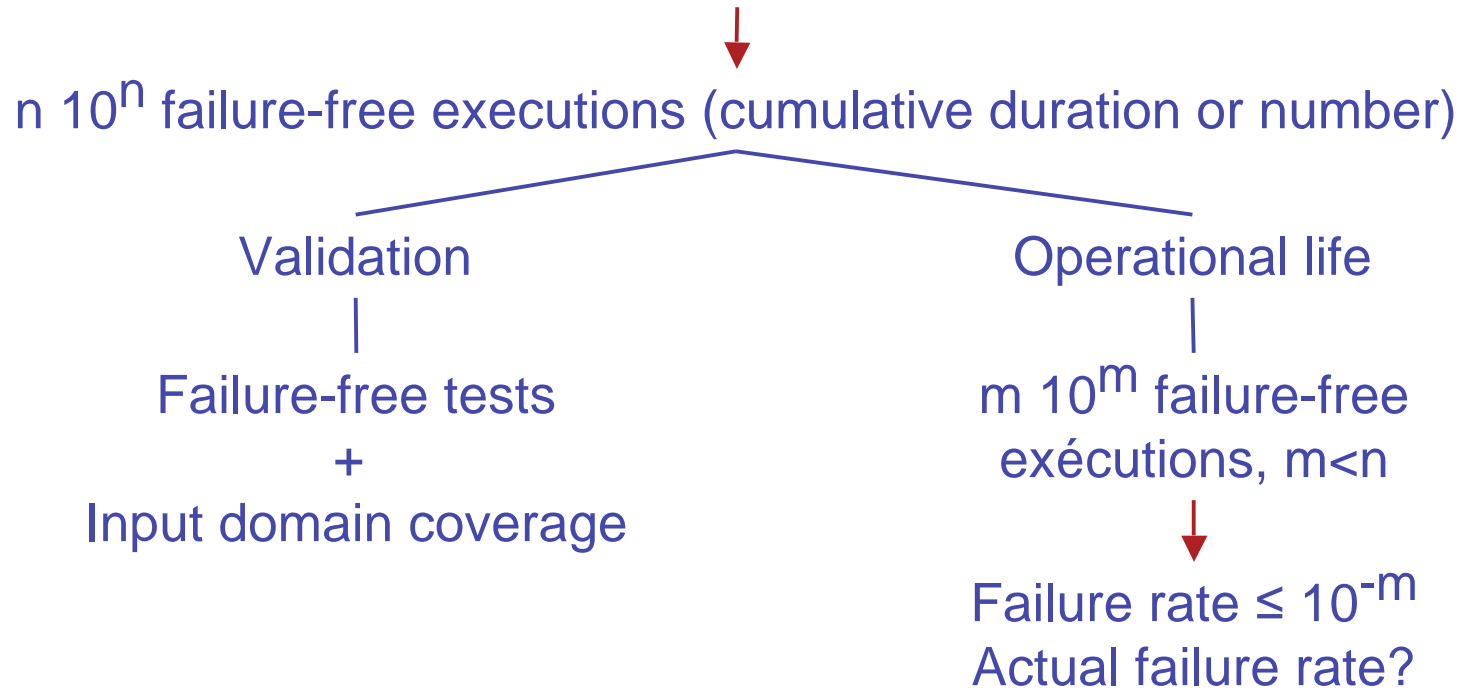 n 10ⁿ failure-free executions (cumulative duration or number)
Validation
Failure-free tests
+
Input domain coverage
Operational life
m 10ᵐ failure-free
exécutions, m<n
Failure rate ≤ 10⁻ᵐ
Actual failure rate?